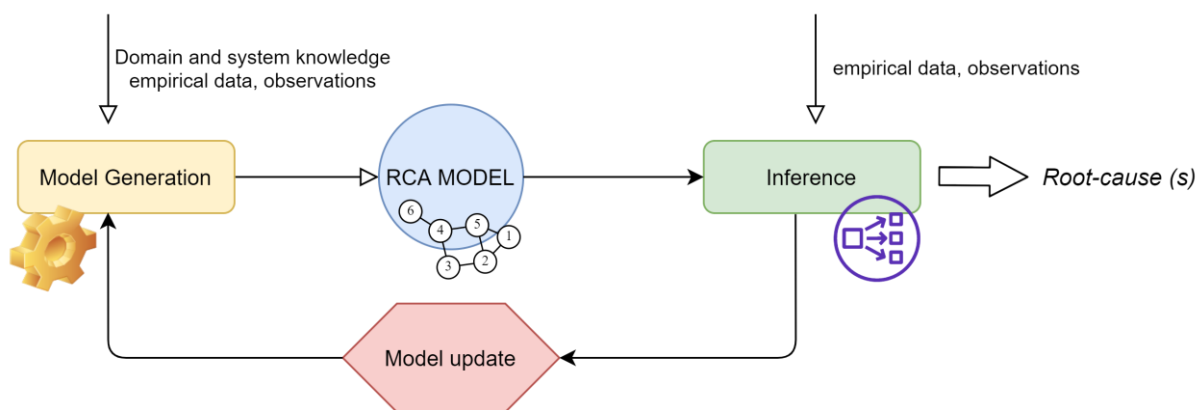 Domain and system knowledge
empirical data, observations
empirical data, observations
Model Generation
RCA MODEL
Inference
Root-cause (s)
6
5
4
1
3
2
Model update